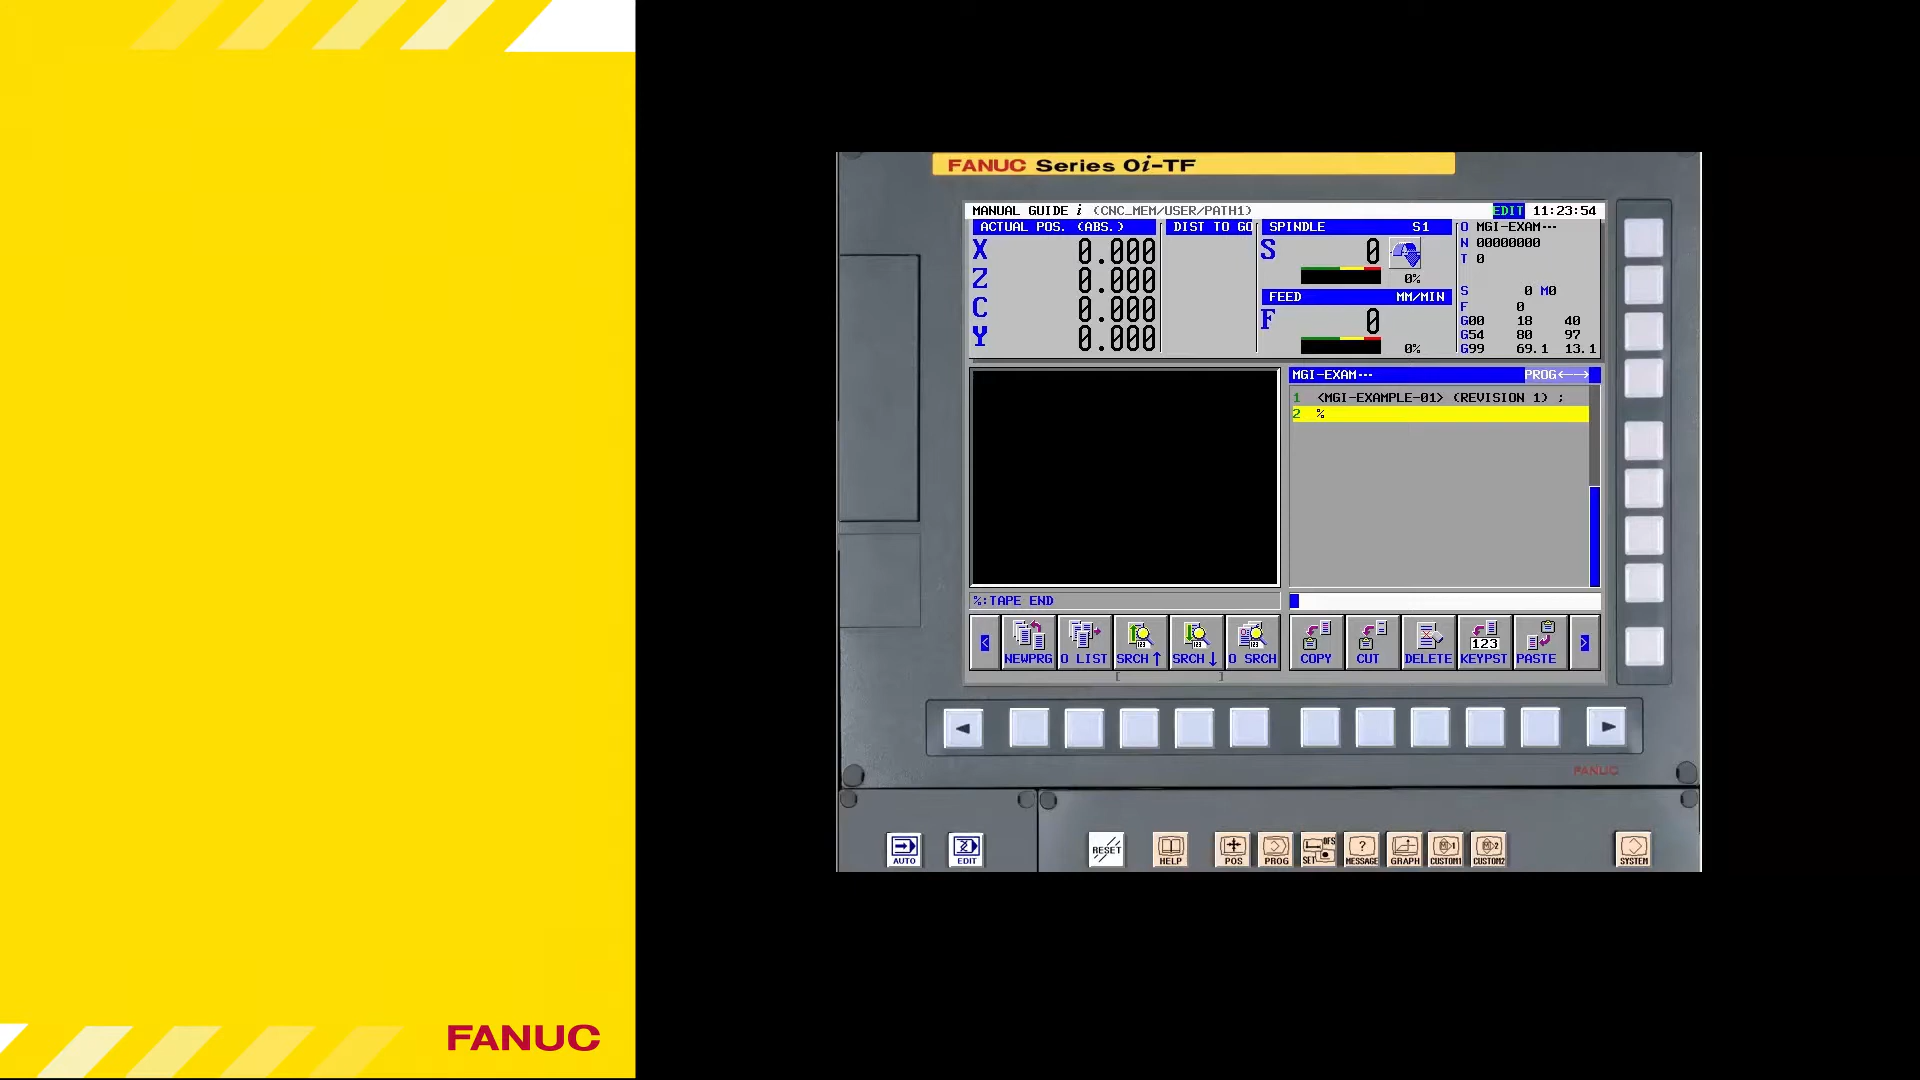 FANUC Series 0i-TF
MANUAL GUIDE i (CNC_MEM/USER/PATH1) EDIT 11:23:54
ACTUAL POS. (ABS.) DIST TO GO SPINDLE S1 O MGI-EXAM---
X 0.000 S 0 N 00000000
Z 0.000 0% T 0
C 0.000 FEED MM/MIN S 0 M0
Y 0.000 F 0 F 0
0% G00 18 40
G54 80 97
G99 69.1 13.1
MGI-EXAM--- PROG←→
1 <MGI-EXAMPLE-01> (REVISION 1) ;
2 %
%:TAPE END
< NEWPRG O LIST SRCH↑ SRCH↓ O SRCH COPY CUT DELETE KEYPST PASTE >
[ ]
◄ ►
FANUC
AUTO EDIT RESET HELP POS PROG OFS SET MESSAGE GRAPH CUSTOM1 CUSTOM2 SYSTEM
FANUC